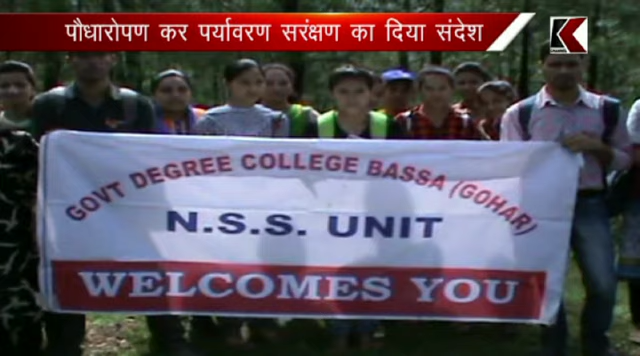 पौधारोपण कर पर्यावरण सरंक्षण का दिया संदेश
K
GOVT DEGREE COLLEGE BASSA (GOHAR)
N.S.S. UNIT
WELCOMES YOU